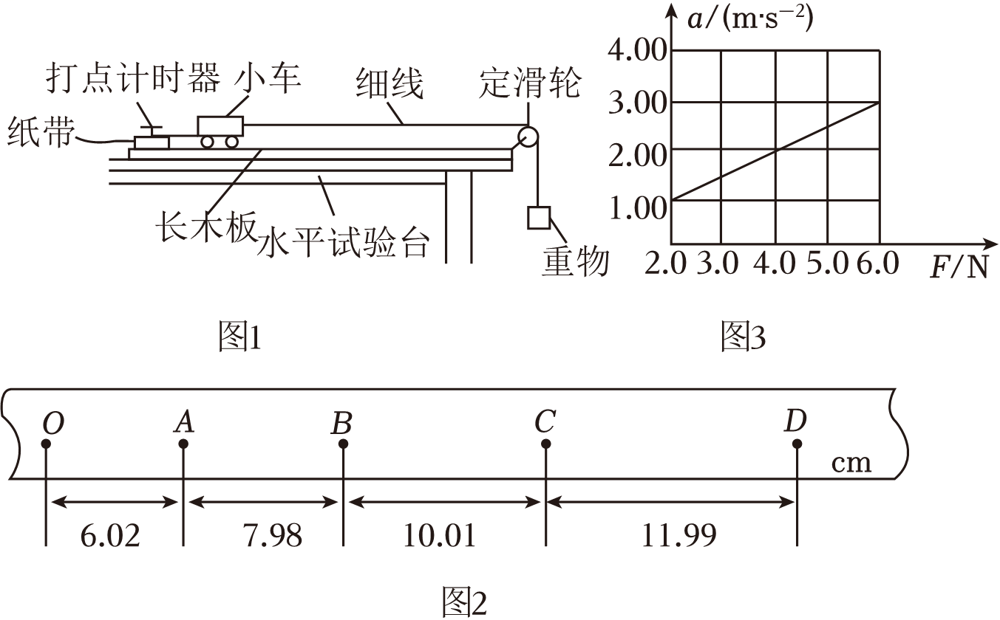 打点计时器 小车 细线 定滑轮
纸带
长木板
水平试验台
重物
图1
a/(m·s⁻²)
4.00
3.00
2.00
1.00
2.0 3.0 4.0 5.0 6.0 F/N
图3
O A B C D
cm
6.02 7.98 10.01 11.99
图2